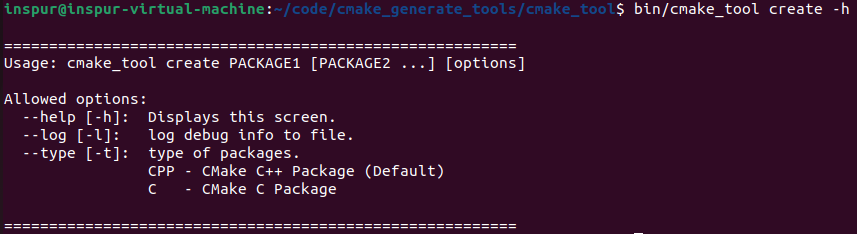 inspur@inspur-virtual-machine:~/code/cmake_generate_tools/cmake_tool$ bin/cmake_tool create -h
=========================================================
Usage: cmake_tool create PACKAGE1 [PACKAGE2 ...] [options]
Allowed options:
--help [-h]: Displays this screen.
--log [-l]: log debug info to file.
--type [-t]: type of packages.
CPP - CMake C++ Package (Default)
C - CMake C Package
=========================================================